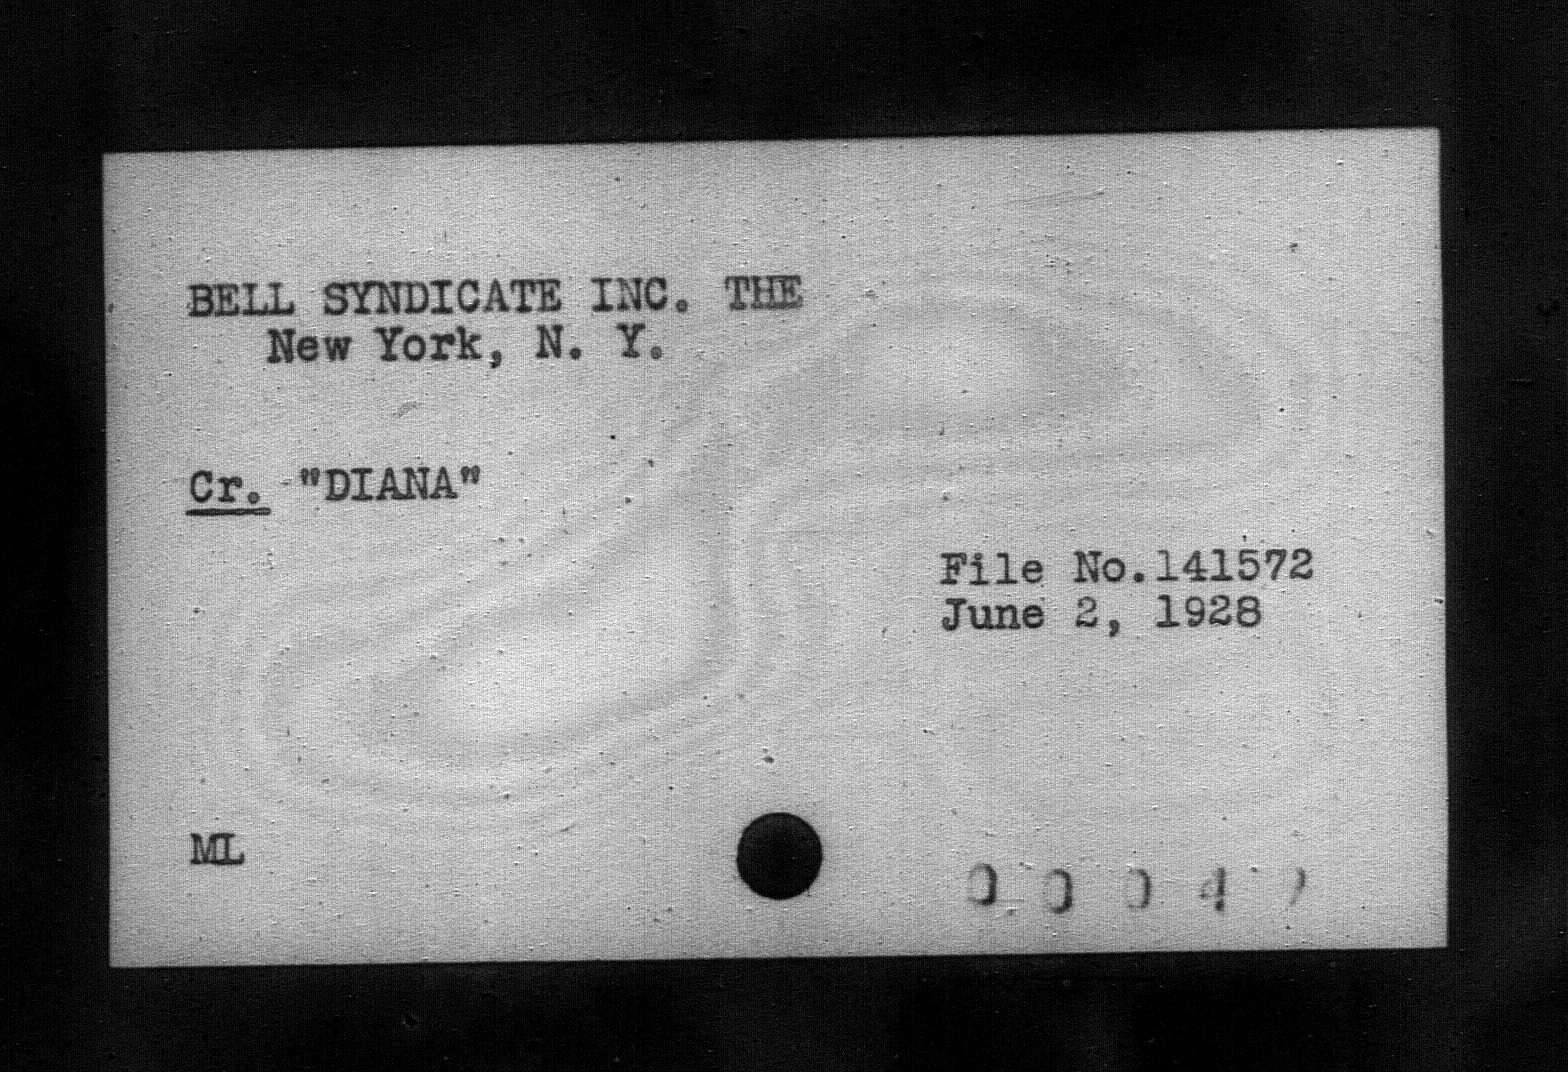 BELL SYNDICATE INC. THE
New York, N. Y.
Cr. "DIANA"
File No.141572
June 2, 1928
ML